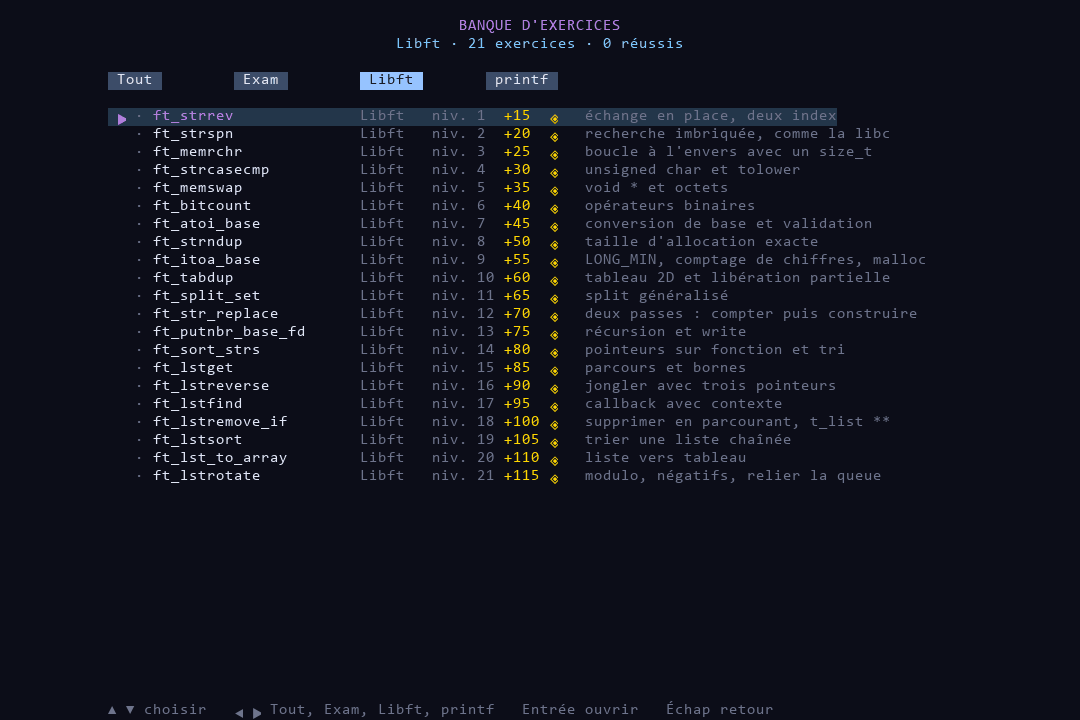 BANQUE D'EXERCICES
Libft · 21 exercices · 0 réussis
Tout Exam Libft printf
▶ · ft_strrev Libft niv. 1 +15 ◈ échange en place, deux index
· ft_strspn Libft niv. 2 +20 ◈ recherche imbriquée, comme la libc
· ft_memrchr Libft niv. 3 +25 ◈ boucle à l'envers avec un size_t
· ft_strcasecmp Libft niv. 4 +30 ◈ unsigned char et tolower
· ft_memswap Libft niv. 5 +35 ◈ void * et octets
· ft_bitcount Libft niv. 6 +40 ◈ opérateurs binaires
· ft_atoi_base Libft niv. 7 +45 ◈ conversion de base et validation
· ft_strndup Libft niv. 8 +50 ◈ taille d'allocation exacte
· ft_itoa_base Libft niv. 9 +55 ◈ LONG_MIN, comptage de chiffres, malloc
· ft_tabdup Libft niv. 10 +60 ◈ tableau 2D et libération partielle
· ft_split_set Libft niv. 11 +65 ◈ split généralisé
· ft_str_replace Libft niv. 12 +70 ◈ deux passes : compter puis construire
· ft_putnbr_base_fd Libft niv. 13 +75 ◈ récursion et write
· ft_sort_strs Libft niv. 14 +80 ◈ pointeurs sur fonction et tri
· ft_lstget Libft niv. 15 +85 ◈ parcours et bornes
· ft_lstreverse Libft niv. 16 +90 ◈ jongler avec trois pointeurs
· ft_lstfind Libft niv. 17 +95 ◈ callback avec contexte
· ft_lstremove_if Libft niv. 18 +100 ◈ supprimer en parcourant, t_list **
· ft_lstsort Libft niv. 19 +105 ◈ trier une liste chaînée
· ft_lst_to_array Libft niv. 20 +110 ◈ liste vers tableau
· ft_lstrotate Libft niv. 21 +115 ◈ modulo, négatifs, relier la queue
▲ ▼ choisir ◀ ▶ Tout, Exam, Libft, printf Entrée ouvrir Échap retour